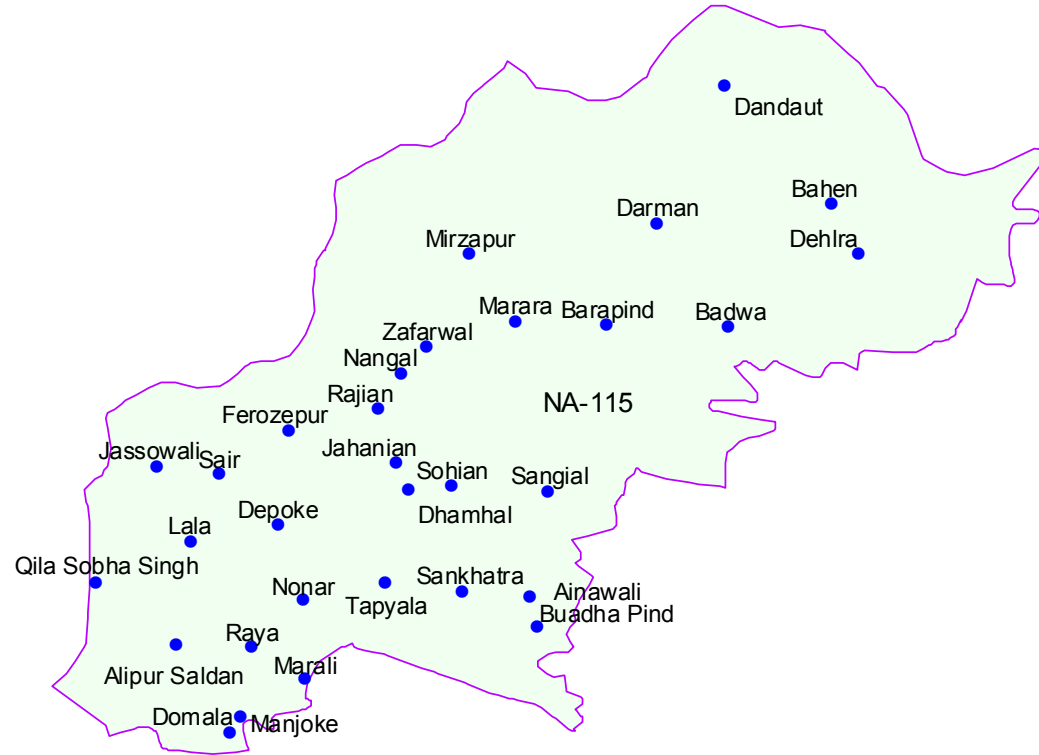 Dandaut
Bahen
Darman
Dehlra
Mirzapur
Marara
Barapind
Badwa
Zafarwal
Nangal
Rajian
NA-115
Ferozepur
Jassowali
Jahanian
Sair
Sohian
Sangial
Depoke
Dhamhal
Lala
Qila Sobha Singh
Sankhatra
Nonar
Tapyala
Ainawali
Buadha Pind
Raya
Marali
Alipur Saldan
Domala
Manjoke